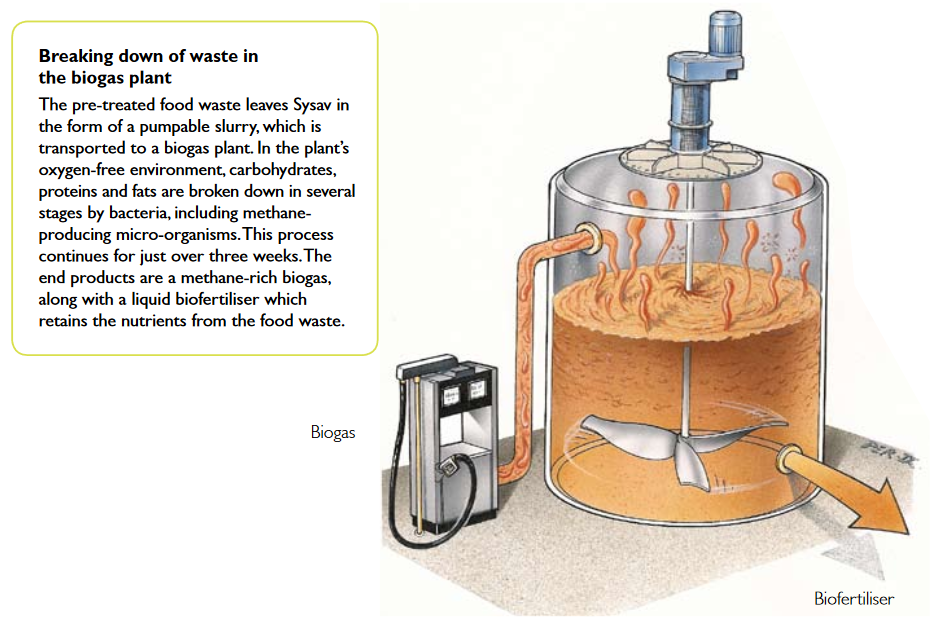 Breaking down of waste in
the biogas plant
The pre-treated food waste leaves Sysav in
the form of a pumpable slurry, which is
transported to a biogas plant. In the plant's
oxygen-free environment, carbohydrates,
proteins and fats are broken down in several
stages by bacteria, including methane-
producing micro-organisms. This process
continues for just over three weeks. The
end products are a methane-rich biogas,
along with a liquid biofertiliser which
retains the nutrients from the food waste.
Biogas
Biofertiliser